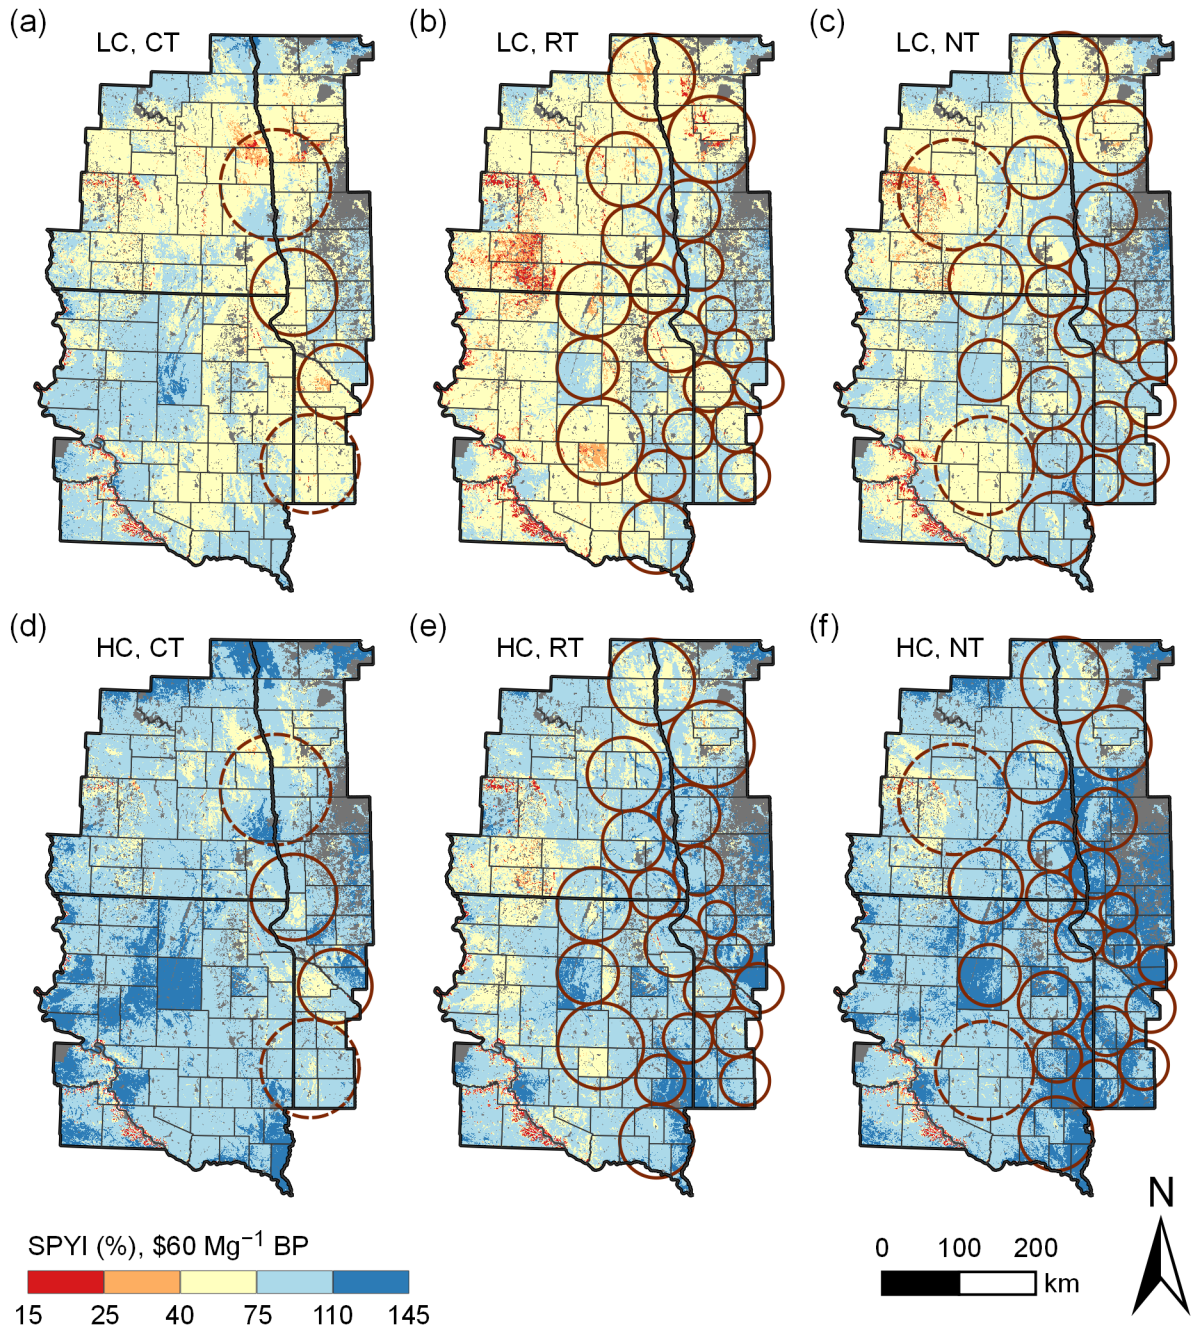 (a)
(b)
(c)
LC, CT
LC, RT
LC, NT
(d)
(e)
(f)
HC, CT
HC, RT
HC, NT
N
SPYI (%), $60 Mg⁻¹ BP
15 25 40 75 110 145
0 100 200
km